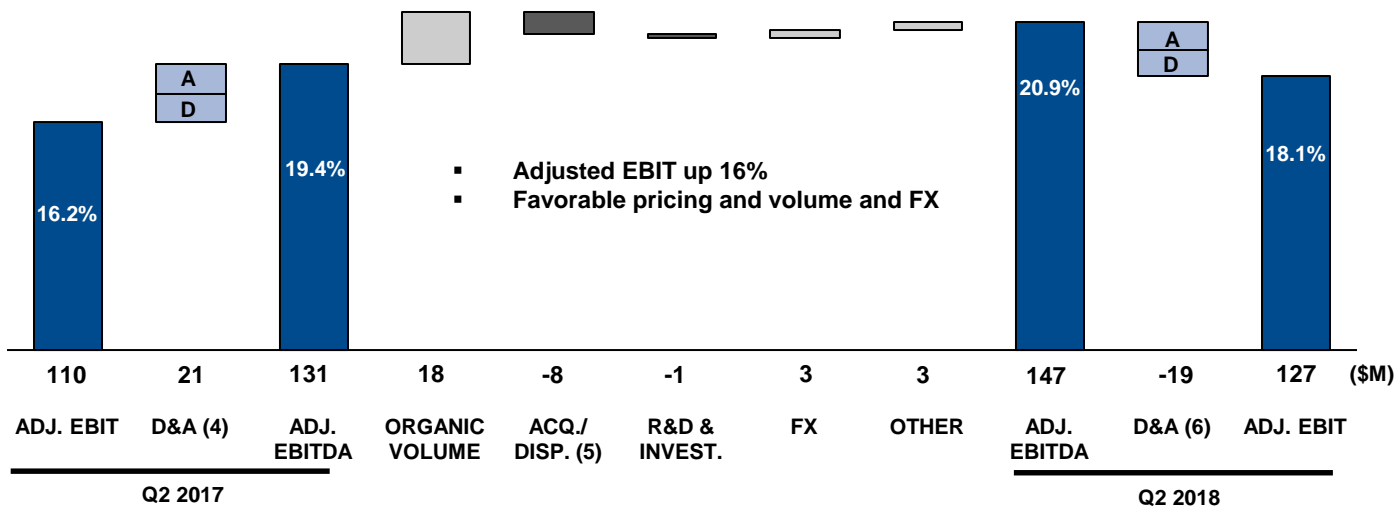 A
D
A
D
20.9%
19.4%
16.2%
18.1%
▪ Adjusted EBIT up 16%
▪ Favorable pricing and volume and FX
110 21 131 18 -8 -1 3 3 147 -19 127 ($M)
ADJ. EBIT D&A (4) ADJ. ORGANIC ACQ./ R&D & FX OTHER ADJ. D&A (6) ADJ. EBIT
EBITDA VOLUME DISP. (5) INVEST. EBITDA
Q2 2017 Q2 2018